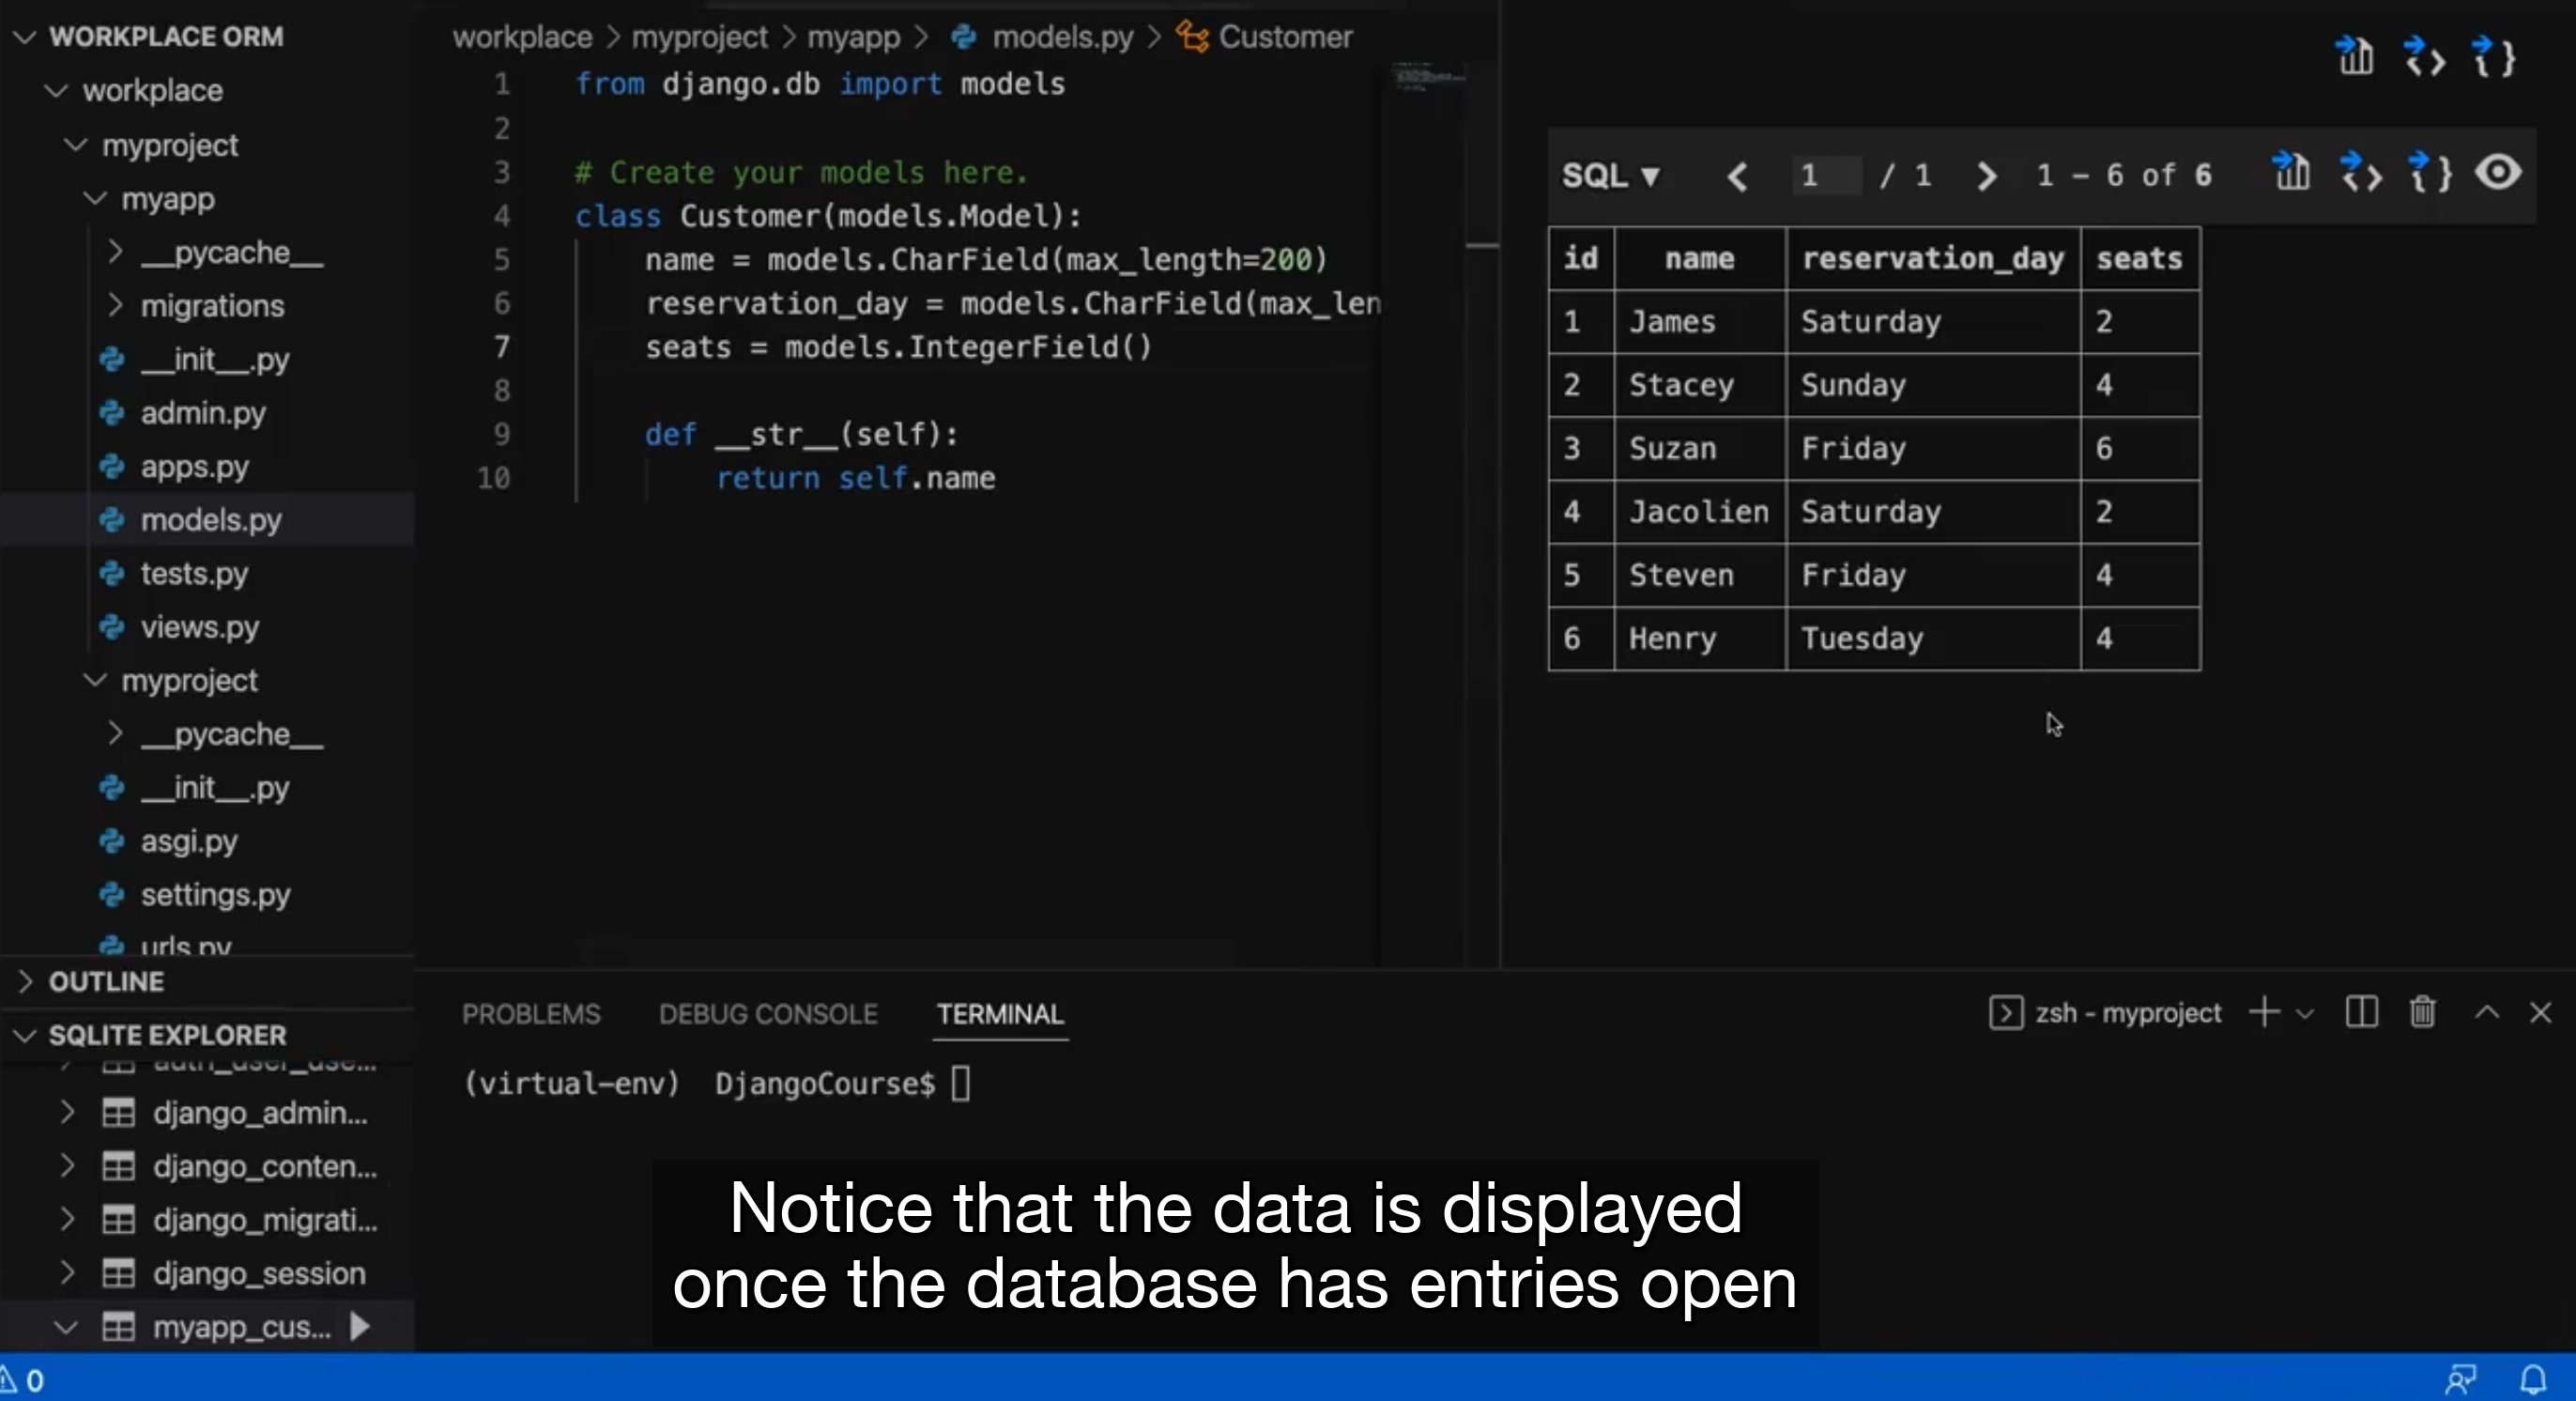 WORKPLACE ORM
workplace
myproject
myapp
__pycache__
migrations
__init__.py
admin.py
apps.py
models.py
tests.py
views.py
myproject
__pycache__
__init__.py
asgi.py
settings.py
urls.py
OUTLINE
SQLITE EXPLORER
auth_user_use...
django_admin...
django_conten...
django_migrati...
django_session
myapp_cus...
workplace > myproject > myapp > models.py > Customer
1 from django.db import models
2
3 # Create your models here.
4 class Customer(models.Model):
5 name = models.CharField(max_length=200)
6 reservation_day = models.CharField(max_len
7 seats = models.IntegerField()
8
9 def __str__(self):
10 return self.name
SQL ▼ < 1 / 1 > 1 – 6 of 6
id name reservation_day seats
1 James Saturday 2
2 Stacey Sunday 4
3 Suzan Friday 6
4 Jacolien Saturday 2
5 Steven Friday 4
6 Henry Tuesday 4
PROBLEMS DEBUG CONSOLE TERMINAL
zsh - myproject
(virtual-env) DjangoCourse$
Notice that the data is displayed
once the database has entries open
0